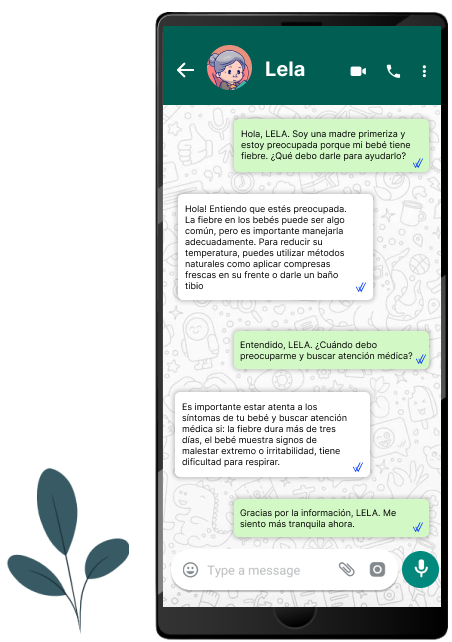 Lela
Hola, LELA. Soy una madre primeriza y
estoy preocupada porque mi bebé tiene
fiebre. ¿Qué debo darle para ayudarlo?
Hola! Entiendo que estés preocupada.
La fiebre en los bebés puede ser algo
común, pero es importante manejarla
adecuadamente. Para reducir su
temperatura, puedes utilizar métodos
naturales como aplicar compresas
frescas en su frente o darle un baño
tibio
Entendido, LELA. ¿Cuándo debo
preocuparme y buscar atención médica?
Es importante estar atenta a los
síntomas de tu bebé y buscar atención
médica si: la fiebre dura más de tres
días, el bebé muestra signos de
malestar extremo o irritabilidad, tiene
dificultad para respirar.
Gracias por la información, LELA. Me
siento más tranquila ahora.
Type a message